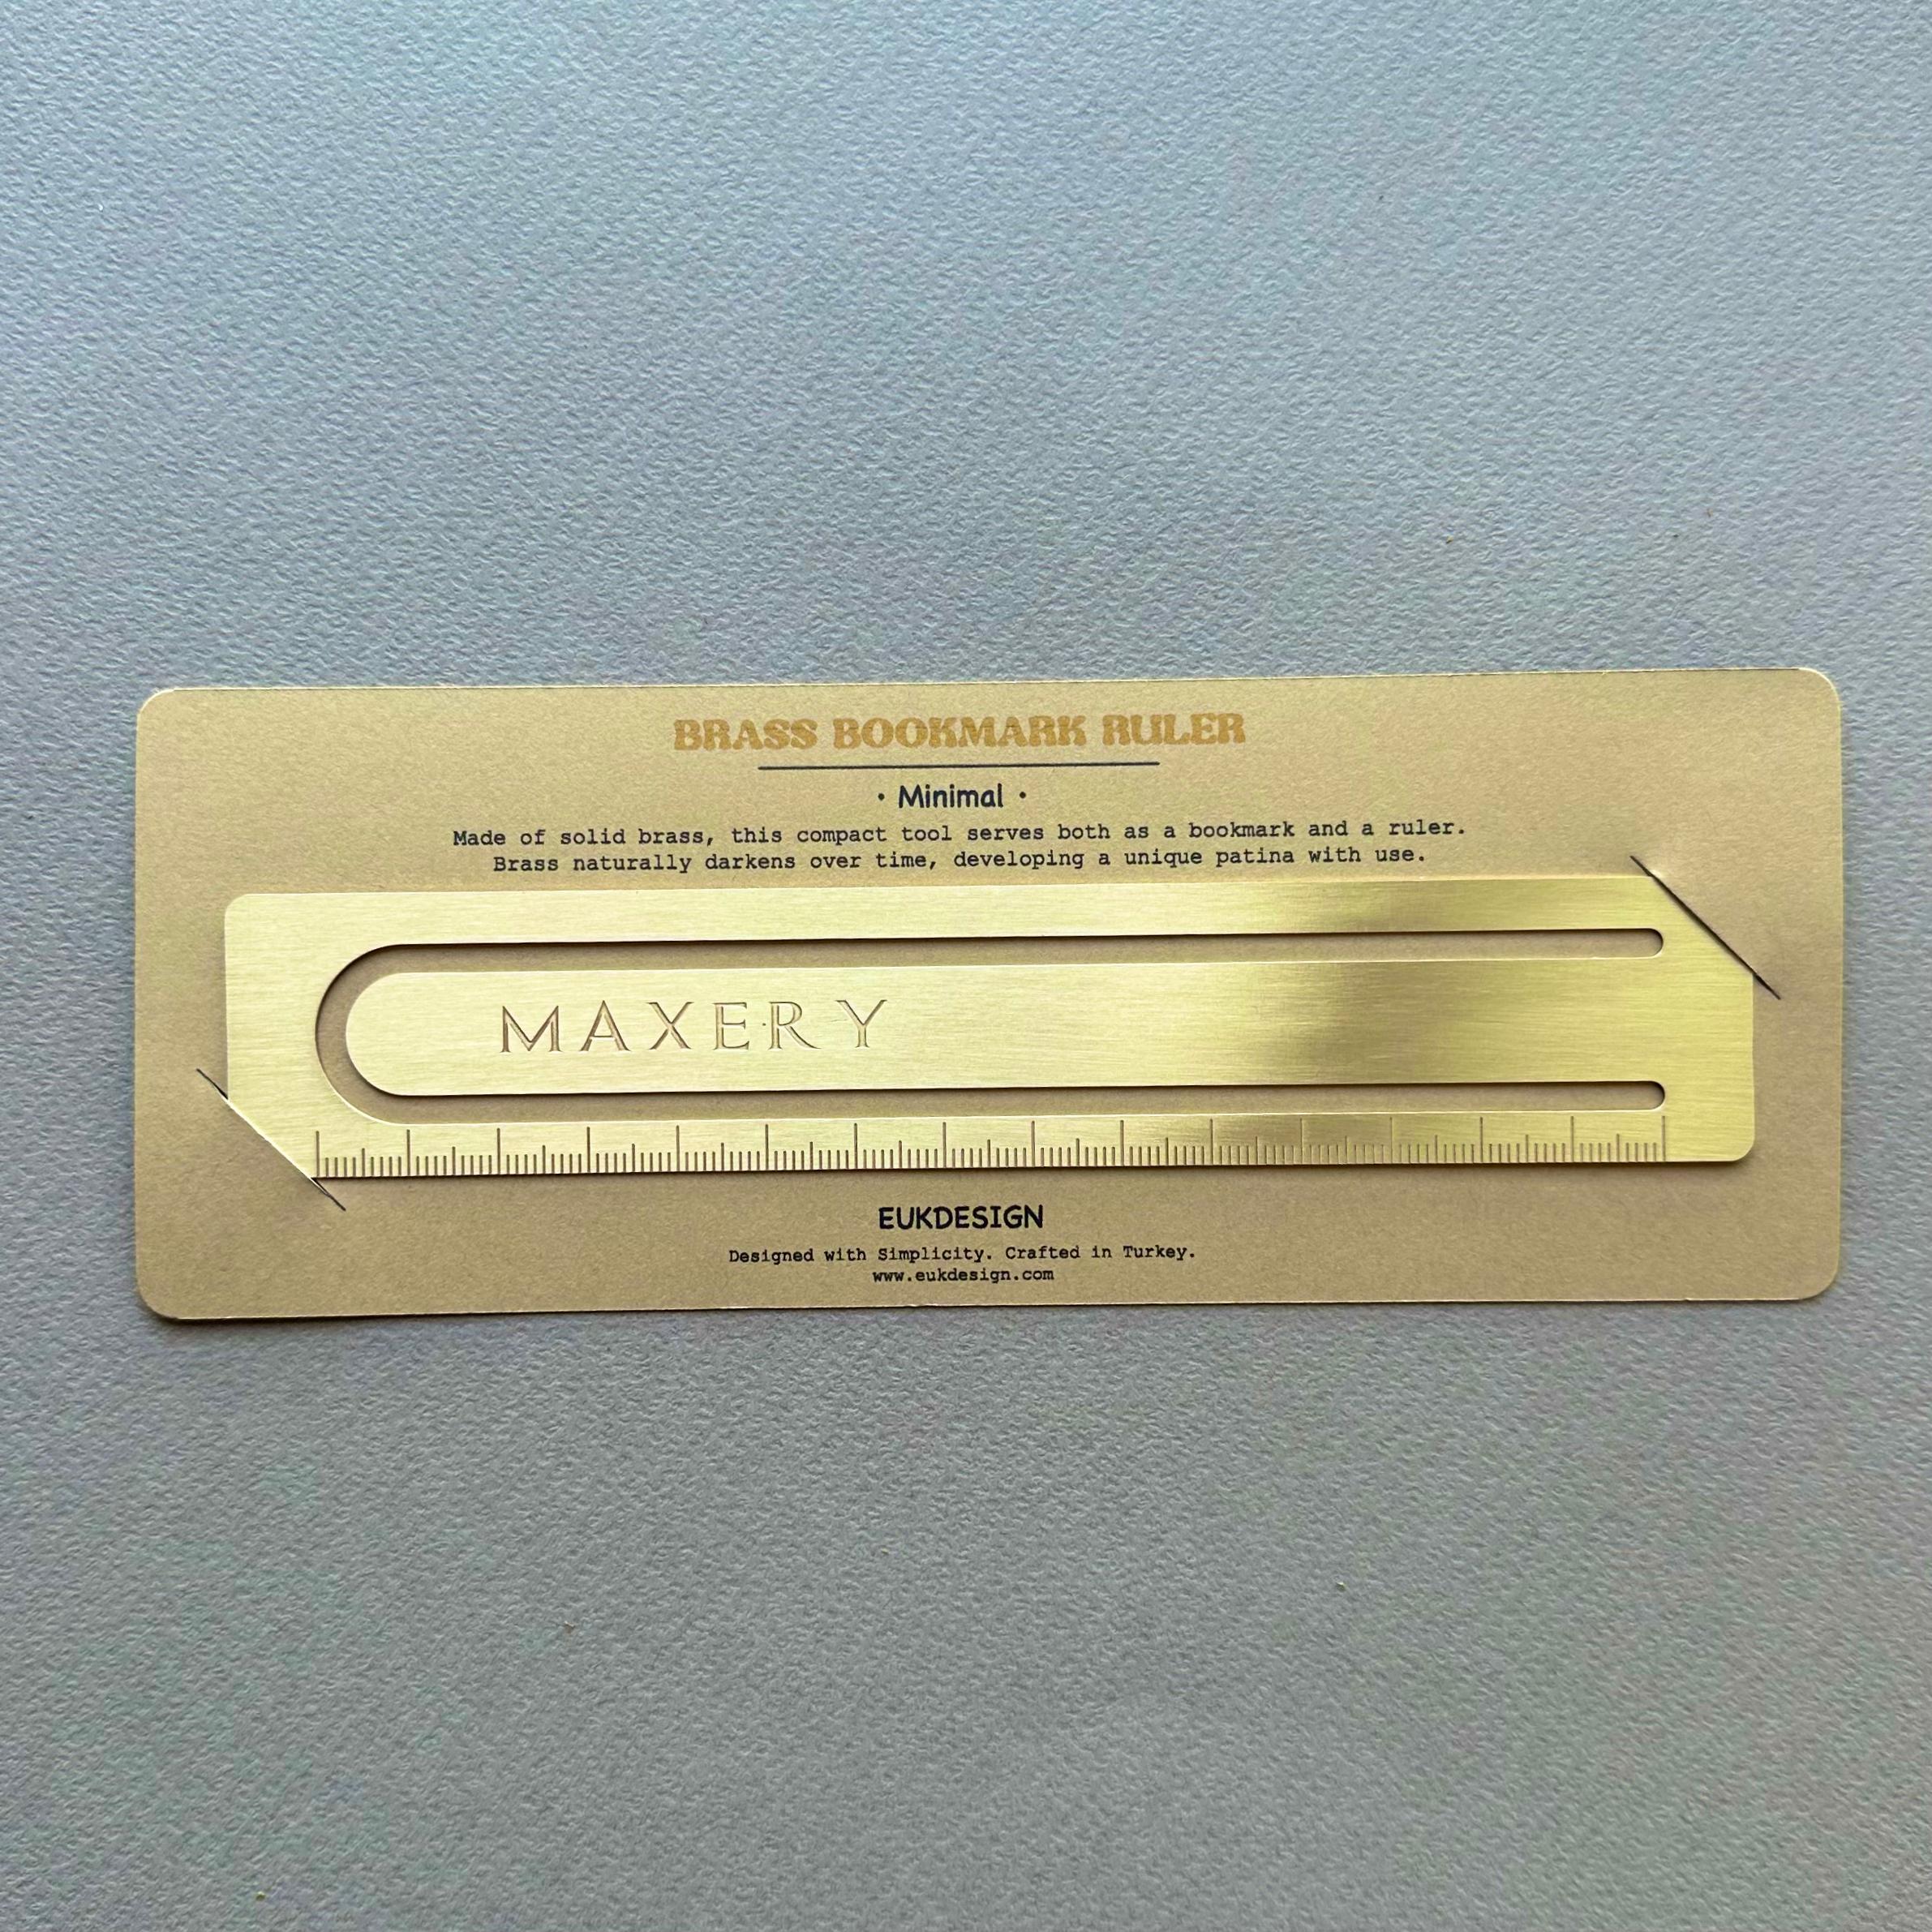 BRASS BOOKMARK RULER
• Minimal •
Made of solid brass, this compact tool serves both as a bookmark and a ruler.
Brass naturally darkens over time, developing a unique patina with use.
MAXERY
EUKDESIGN
Designed with Simplicity. Crafted in Turkey.
www.eukdesign.com